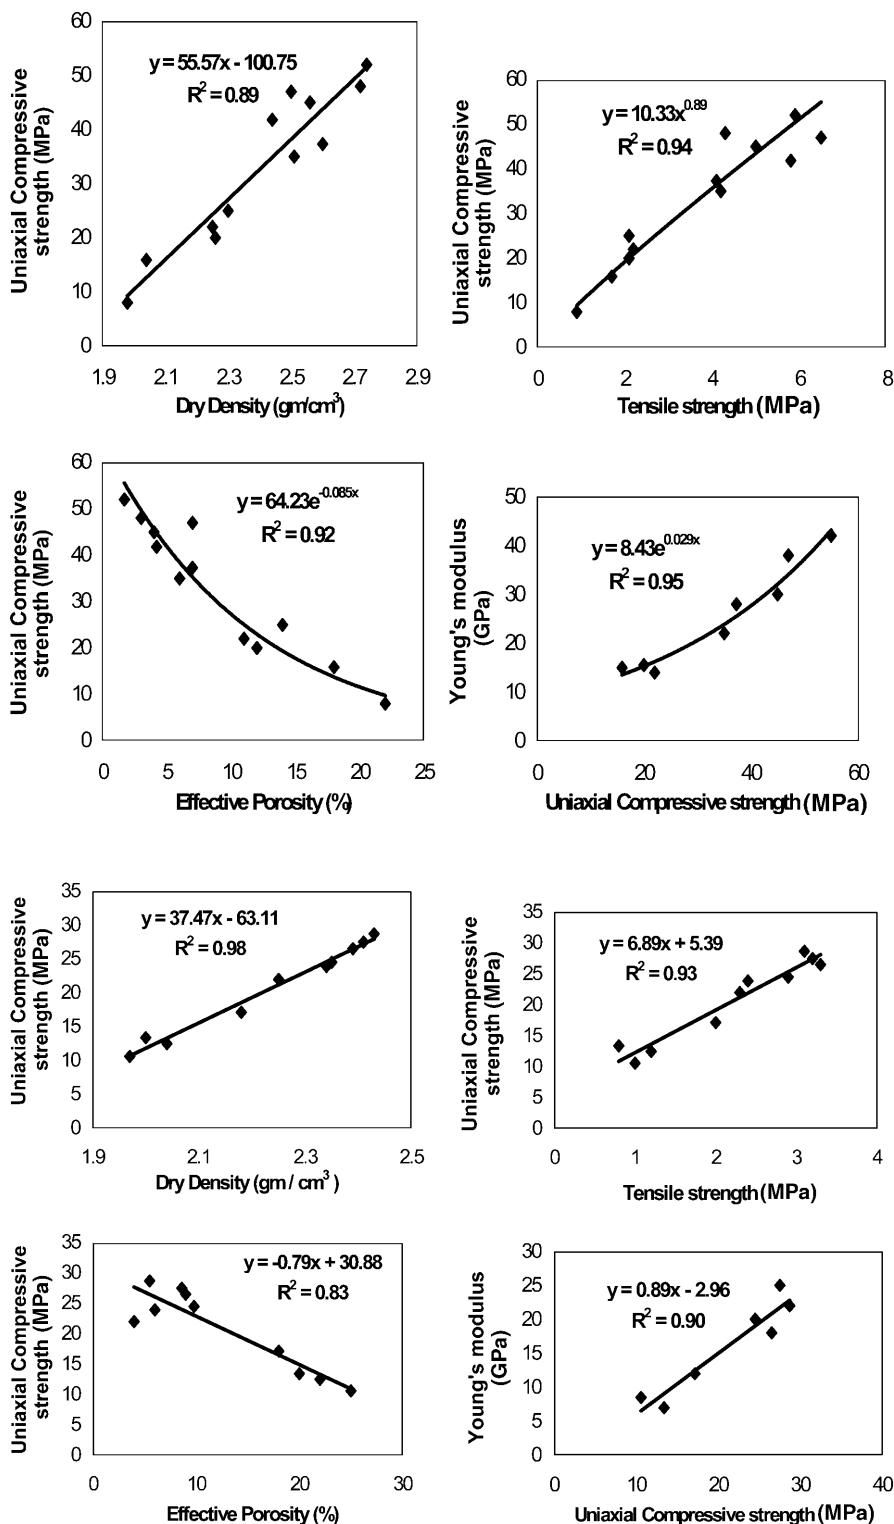 Uniaxial Compressive
strength (MPa)
60
50
40
30
20
10
0
y = 55.57x - 100.75
R² = 0.89
1.9 2.1 2.3 2.5 2.7 2.9
Dry Density (gm/cm³)
Uniaxial Compressive
strength (MPa)
60
50
40
30
20
10
0
y = 10.33x^0.89
R² = 0.94
0 2 4 6 8
Tensile strength (MPa)
Uniaxial Compressive
strength (MPa)
60
50
40
30
20
10
0
y = 64.23e^-0.085x
R² = 0.92
0 5 10 15 20 25
Effective Porosity (%)
Young's modulus
(GPa)
50
40
30
20
10
0
y = 8.43e^0.029x
R² = 0.95
0 20 40 60
Uniaxial Compressive strength (MPa)
Uniaxial Compressive
strength (MPa)
35
30
25
20
15
10
5
0
y = 37.47x - 63.11
R² = 0.98
1.9 2.1 2.3 2.5
Dry Density (gm / cm³ )
Uniaxial Compressive
strength (MPa)
35
30
25
20
15
10
5
0
y = 6.89x + 5.39
R² = 0.93
0 1 2 3 4
Tensile strength (MPa)
Uniaxial Compressive
strength (MPa)
35
30
25
20
15
10
5
0
y = -0.79x + 30.88
R² = 0.83
0 10 20 30
Effective Porosity (%)
Young's modulus
(GPa)
30
25
20
15
10
5
0
y = 0.89x - 2.96
R² = 0.90
0 10 20 30 40
Uniaxial Compressive strength (MPa)